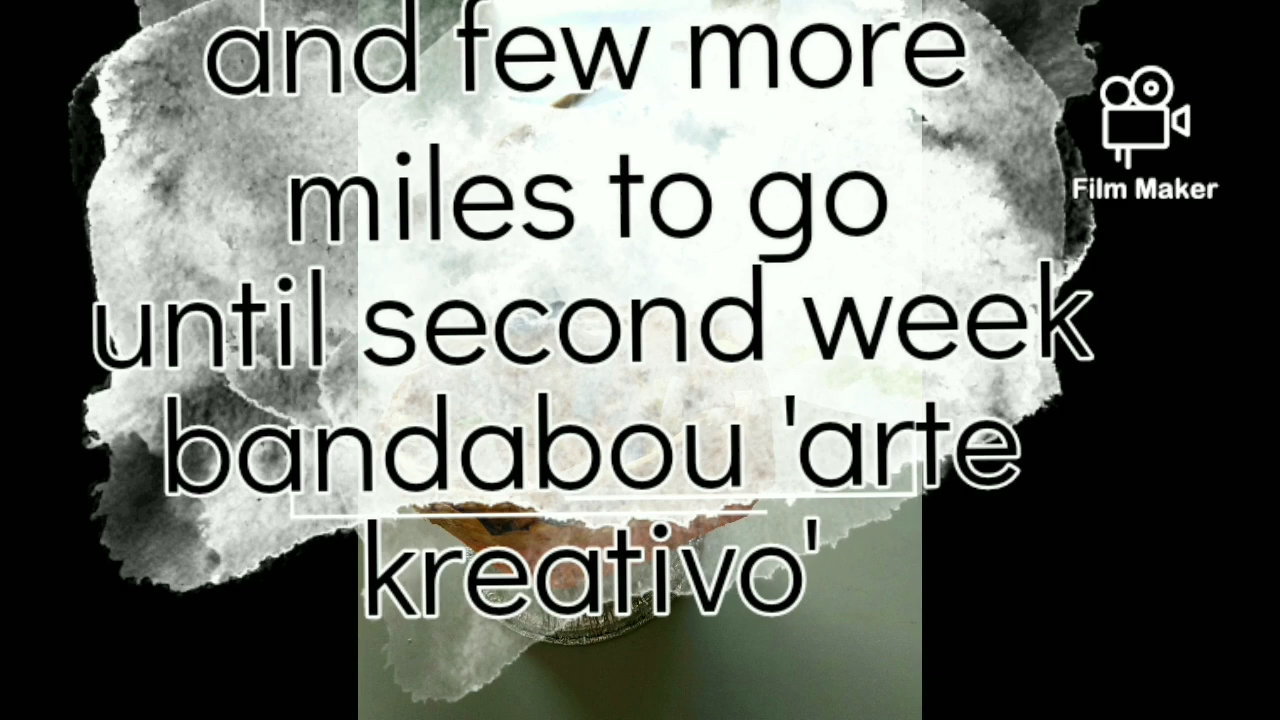 and few more
miles to go
until second week
bandabou 'arte
kreativo'
Film Maker